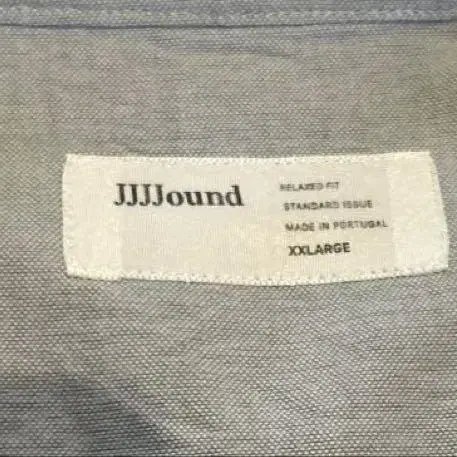 JJJJound
RELAXED FIT
STANDARD ISSUE
MADE IN PORTUGAL
XXLARGE